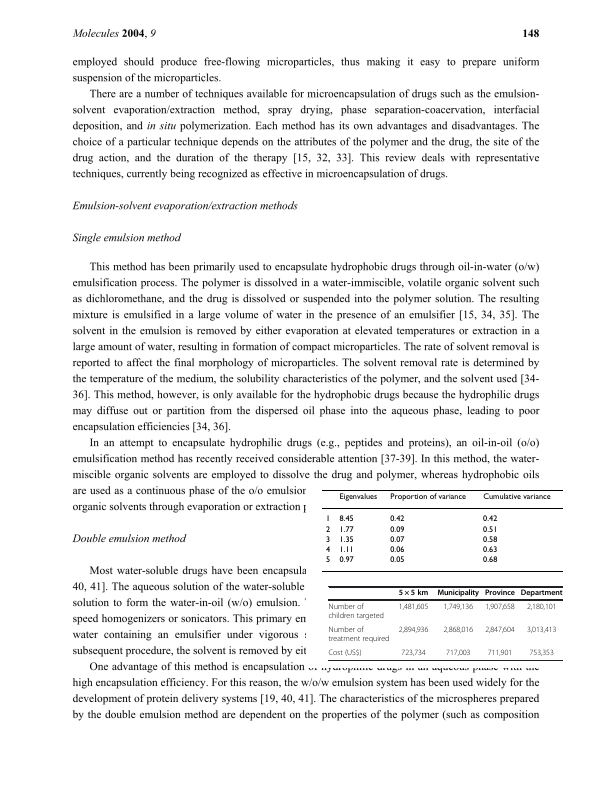 Molecules 2004, 9
148
employed should produce free-flowing microparticles, thus making it easy to prepare uniform
suspension of the microparticles.
There are a number of techniques available for microencapsulation of drugs such as the emulsion-
solvent evaporation/extraction method, spray drying, phase separation-coacervation, interfacial
deposition, and in situ polymerization. Each method has its own advantages and disadvantages. The
choice of a particular technique depends on the attributes of the polymer and the drug, the site of the
drug action, and the duration of the therapy [15, 32, 33]. This review deals with representative
techniques, currently being recognized as effective in microencapsulation of drugs.
Emulsion-solvent evaporation/extraction methods
Single emulsion method
This method has been primarily used to encapsulate hydrophobic drugs through oil-in-water (o/w)
emulsification process. The polymer is dissolved in a water-immiscible, volatile organic solvent such
as dichloromethane, and the drug is dissolved or suspended into the polymer solution. The resulting
mixture is emulsified in a large volume of water in the presence of an emulsifier [15, 34, 35]. The
solvent in the emulsion is removed by either evaporation at elevated temperatures or extraction in a
large amount of water, resulting in formation of compact microparticles. The rate of solvent removal is
reported to affect the final morphology of microparticles. The solvent removal rate is determined by
the temperature of the medium, the solubility characteristics of the polymer, and the solvent used [34-
36]. This method, however, is only available for the hydrophobic drugs because the hydrophilic drugs
may diffuse out or partition from the dispersed oil phase into the aqueous phase, leading to poor
encapsulation efficiencies [34, 36].
In an attempt to encapsulate hydrophilic drugs (e.g., peptides and proteins), an oil-in-oil (o/o)
emulsification method has recently received considerable attention [37-39]. In this method, the water-
miscible organic solvents are employed to dissolve the drug and polymer, whereas hydrophobic oils
are used as a continuous phase of the o/o emulsion
organic solvents through evaporation or extraction
Double emulsion method
Most water-soluble drugs have been encapsula
40, 41]. The aqueous solution of the water-soluble
solution to form the water-in-oil (w/o) emulsion.
speed homogenizers or sonicators. This primary em
water containing an emulsifier under vigorous
subsequent procedure, the solvent is removed by eit
Eigenvalues Proportion of variance Cumulative variance
1 8.45 0.42 0.42
2 1.77 0.09 0.51
3 1.35 0.07 0.58
4 1.11 0.06 0.63
5 0.97 0.05 0.68
5 × 5 km Municipality Province Department
Number of 1,481,605 1,749,136 1,907,658 2,180,101
children targeted
Number of 2,894,936 2,868,016 2,847,604 3,013,413
treatment required
Cost (US$) 723,734 717,003 711,901 753,353
One advantage of this method is encapsulation of hydrophilic drugs in an aqueous phase with the
high encapsulation efficiency. For this reason, the w/o/w emulsion system has been used widely for the
development of protein delivery systems [19, 40, 41]. The characteristics of the microspheres prepared
by the double emulsion method are dependent on the properties of the polymer (such as composition